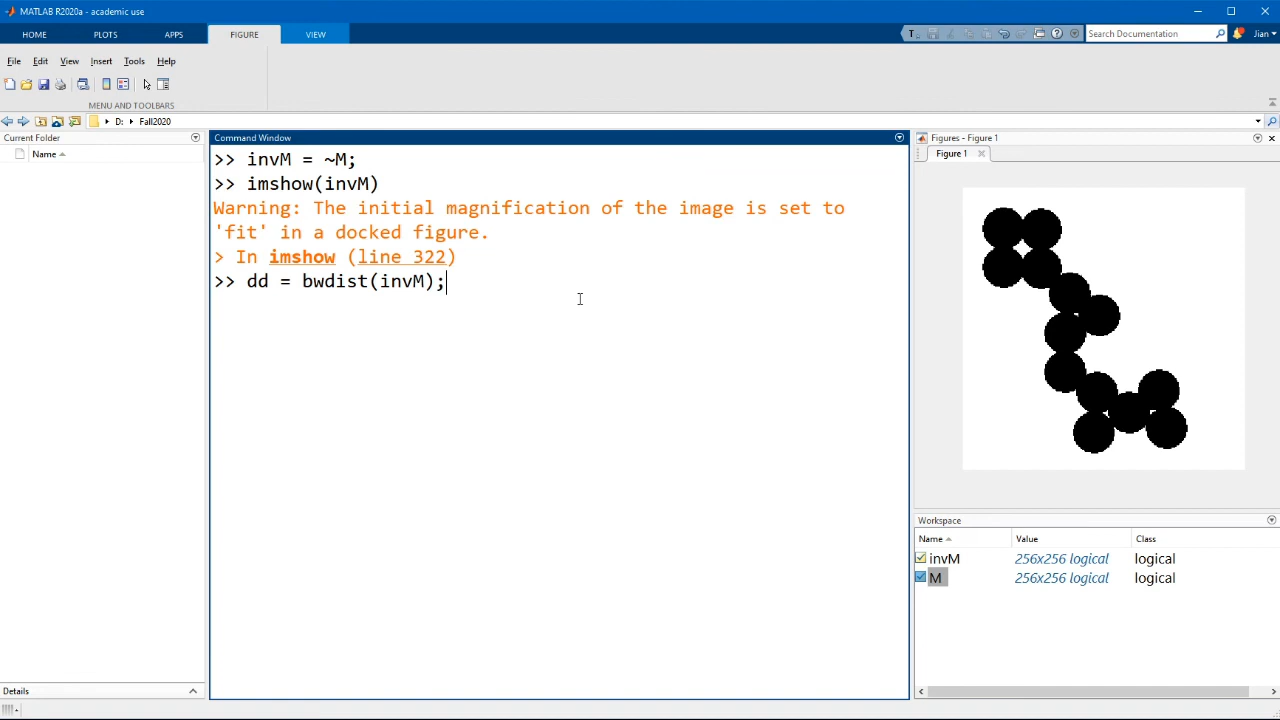 MATLAB R2020a - academic use
HOME PLOTS APPS FIGURE VIEW
Search Documentation
Jian
File Edit View Insert Tools Help
MENU AND TOOLBARS
D: Fall2020
Current Folder
Name
Command Window
>> invM = ~M;
>> imshow(invM)
Warning: The initial magnification of the image is set to
'fit' in a docked figure.
> In imshow (line 322)
>> dd = bwdist(invM);
Figures - Figure 1
Figure 1
Workspace
Name Value Class
invM 256x256 logical logical
M 256x256 logical logical
Details